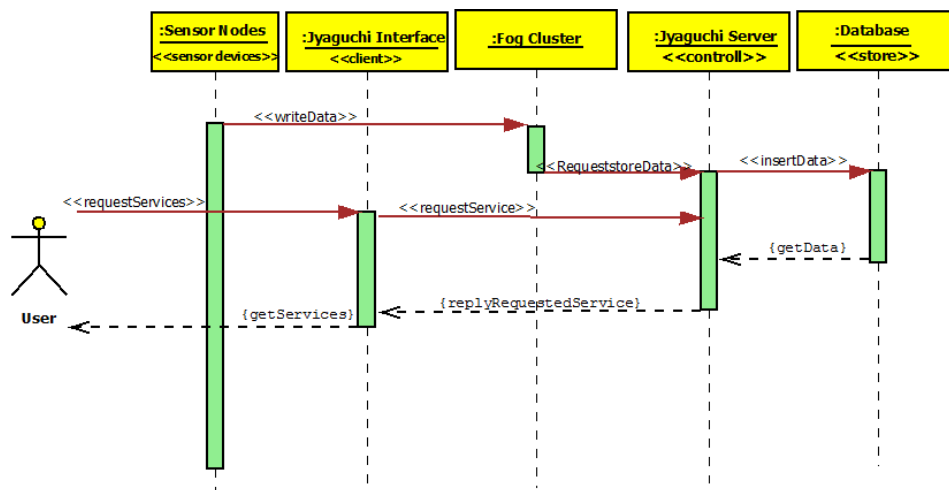 :Sensor Nodes
<<sensor devices>>
:Jyaguchi Interface
<<client>>
:Fog Cluster
:Jyaguchi Server
<<controll>>
:Database
<<store>>
<<writeData>>
<<RequeststoreData>>
<<insertData>>
<<requestServices>>
<<requestService>>
{getData}
{replyRequestedService}
{getServices}
User